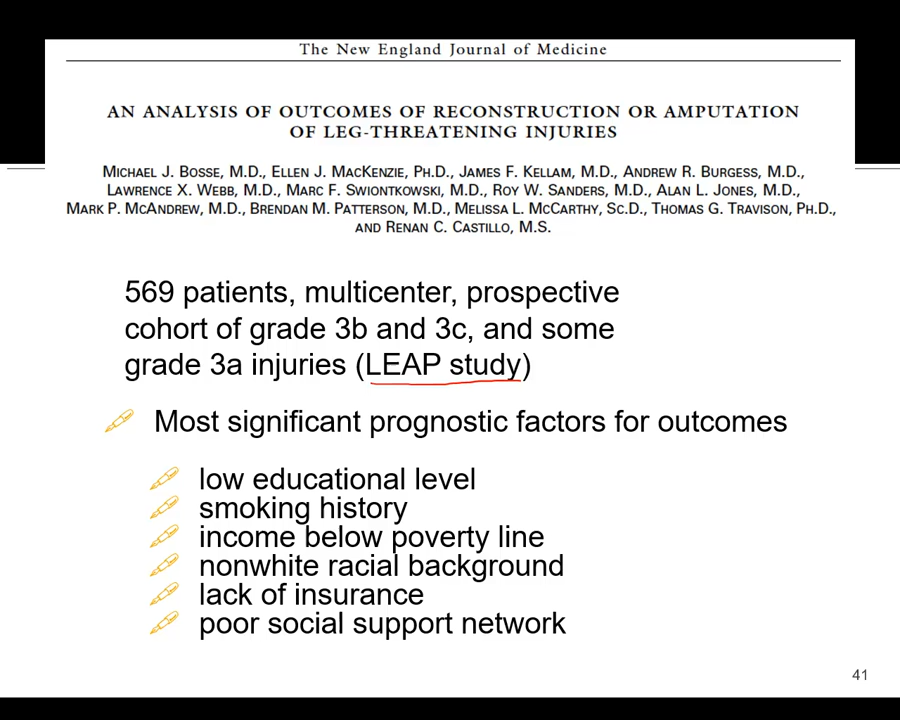 The New England Journal of Medicine
AN ANALYSIS OF OUTCOMES OF RECONSTRUCTION OR AMPUTATION
OF LEG-THREATENING INJURIES
MICHAEL J. BOSSE, M.D., ELLEN J. MACKENZIE, PH.D., JAMES F. KELLAM, M.D., ANDREW R. BURGESS, M.D.,
LAWRENCE X. WEBB, M.D., MARC F. SWIONTKOWSKI, M.D., ROY W. SANDERS, M.D., ALAN L. JONES, M.D.,
MARK P. MCANDREW, M.D., BRENDAN M. PATTERSON, M.D., MELISSA L. MCCARTHY, SC.D., THOMAS G. TRAVISON, PH.D.,
AND RENAN C. CASTILLO, M.S.
569 patients, multicenter, prospective
cohort of grade 3b and 3c, and some
grade 3a injuries (LEAP study)
Most significant prognostic factors for outcomes
low educational level
smoking history
income below poverty line
nonwhite racial background
lack of insurance
poor social support network
41